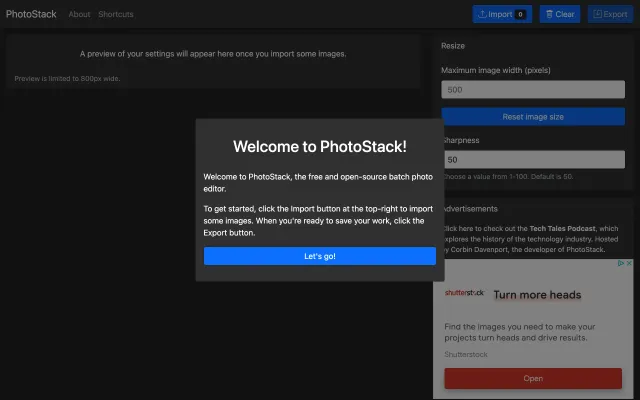 PhotoStack About Shortcuts Import 0 Clear Export
A preview of your settings will appear here once you import some images.
Preview is limited to 800px wide.
Resize
Maximum image width (pixels)
500
Reset image size
Sharpness
50
Choose a value from 1-100. Default is 50.
Welcome to PhotoStack!
Welcome to PhotoStack, the free and open-source batch photo
editor.
To get started, click the Import button at the top-right to import
some images. When you're ready to save your work, click the
Export button.
Let's go!
Advertisements
Click here to check out the Tech Tales Podcast, which
explores the history of the technology industry. Hosted
by Corbin Davenport, the developer of PhotoStack.
shutterstock
Turn more heads
Find the images you need to make your
projects turn heads and drive results.
Shutterstock
Open